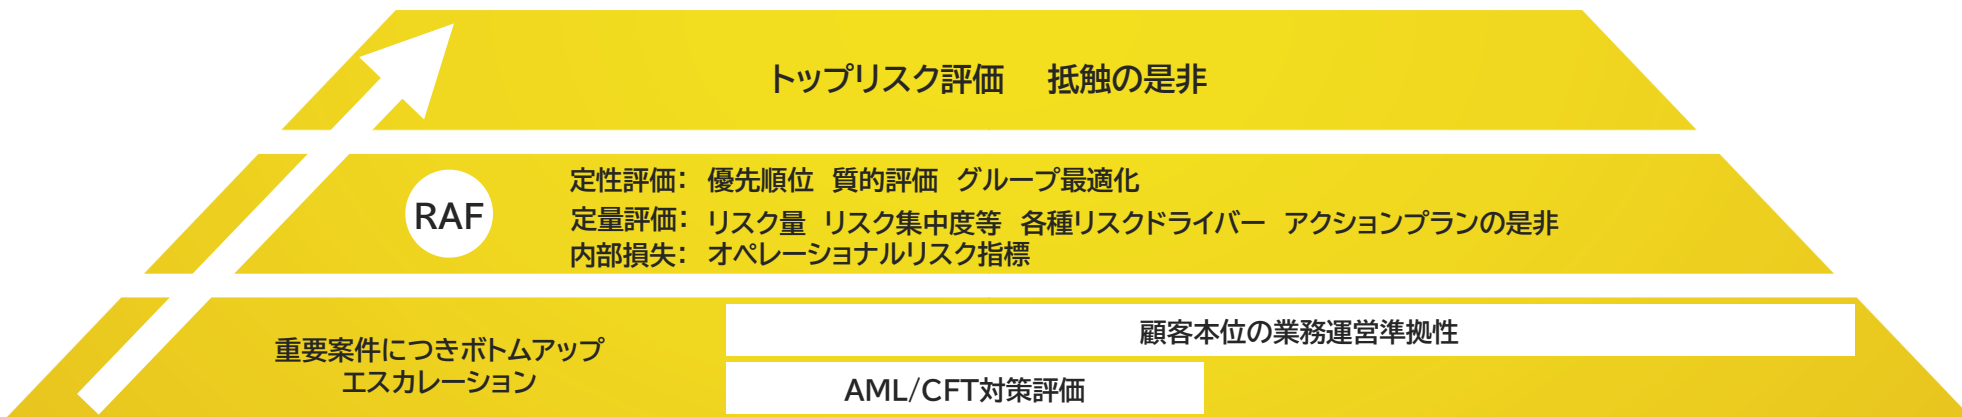 トップリスク評価　抵触の是非
RAF
定性評価： 優先順位 質的評価 グループ最適化
定量評価： リスク量 リスク集中度等 各種リスクドライバー アクションプランの是非
内部損失： オペレーショナルリスク指標
重要案件につきボトムアップ
エスカレーション
顧客本位の業務運営準拠性
AML/CFT対策評価